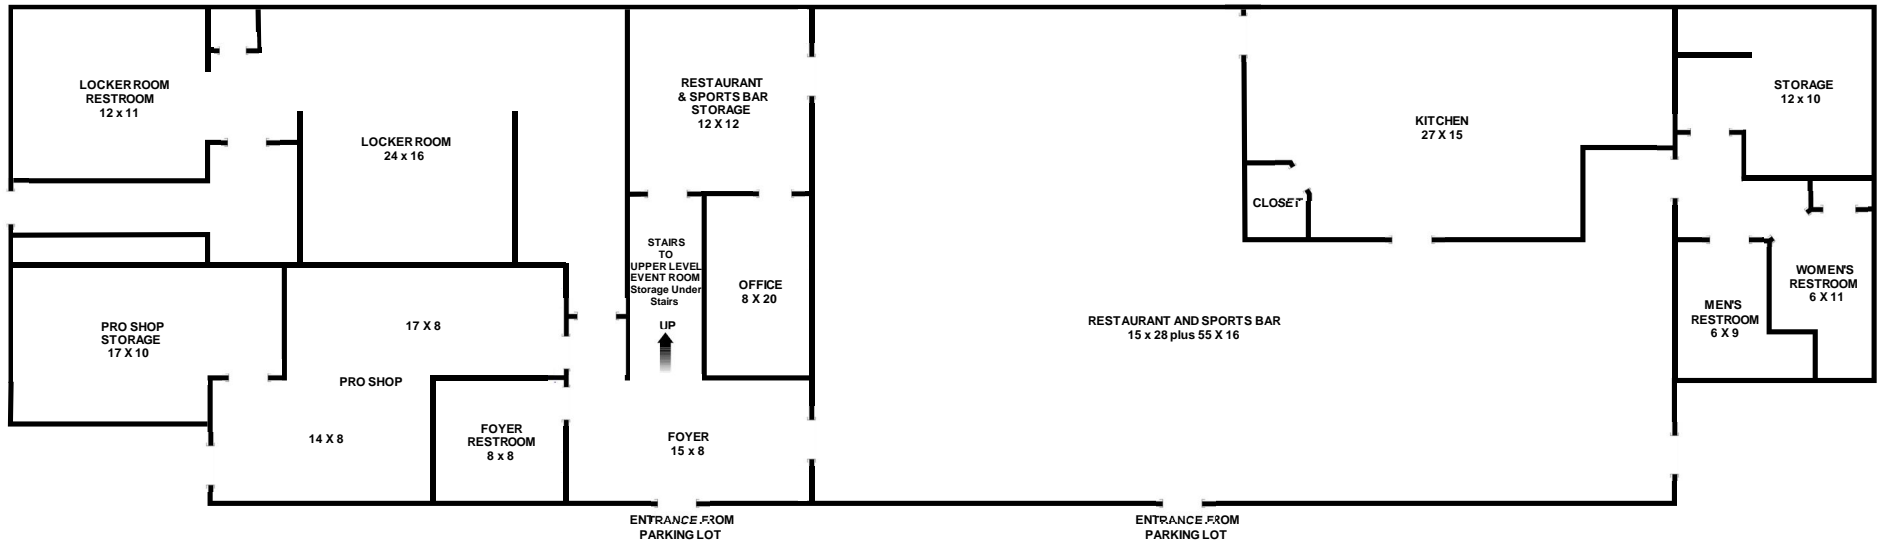 LOCKER ROOM
RESTROOM
12 x 11
LOCKER ROOM
24 x 16
RESTAURANT
& SPORTS BAR
STORAGE
12 X 12
KITCHEN
27 X 15
STORAGE
12 x 10
CLOSET
STAIRS
TO
UPPER LEVEL
EVENT ROOM
Storage Under
Stairs
UP
OFFICE
8 X 20
WOMEN'S
RESTROOM
6 X 11
MEN'S
RESTROOM
6 X 9
PRO SHOP
STORAGE
17 X 10
17 X 8
PRO SHOP
14 X 8
RESTAURANT AND SPORTS BAR
15 x 28 plus 55 X 16
FOYER
RESTROOM
8 x 8
FOYER
15 x 8
ENTRANCE FROM
PARKING LOT
ENTRANCE FROM
PARKING LOT